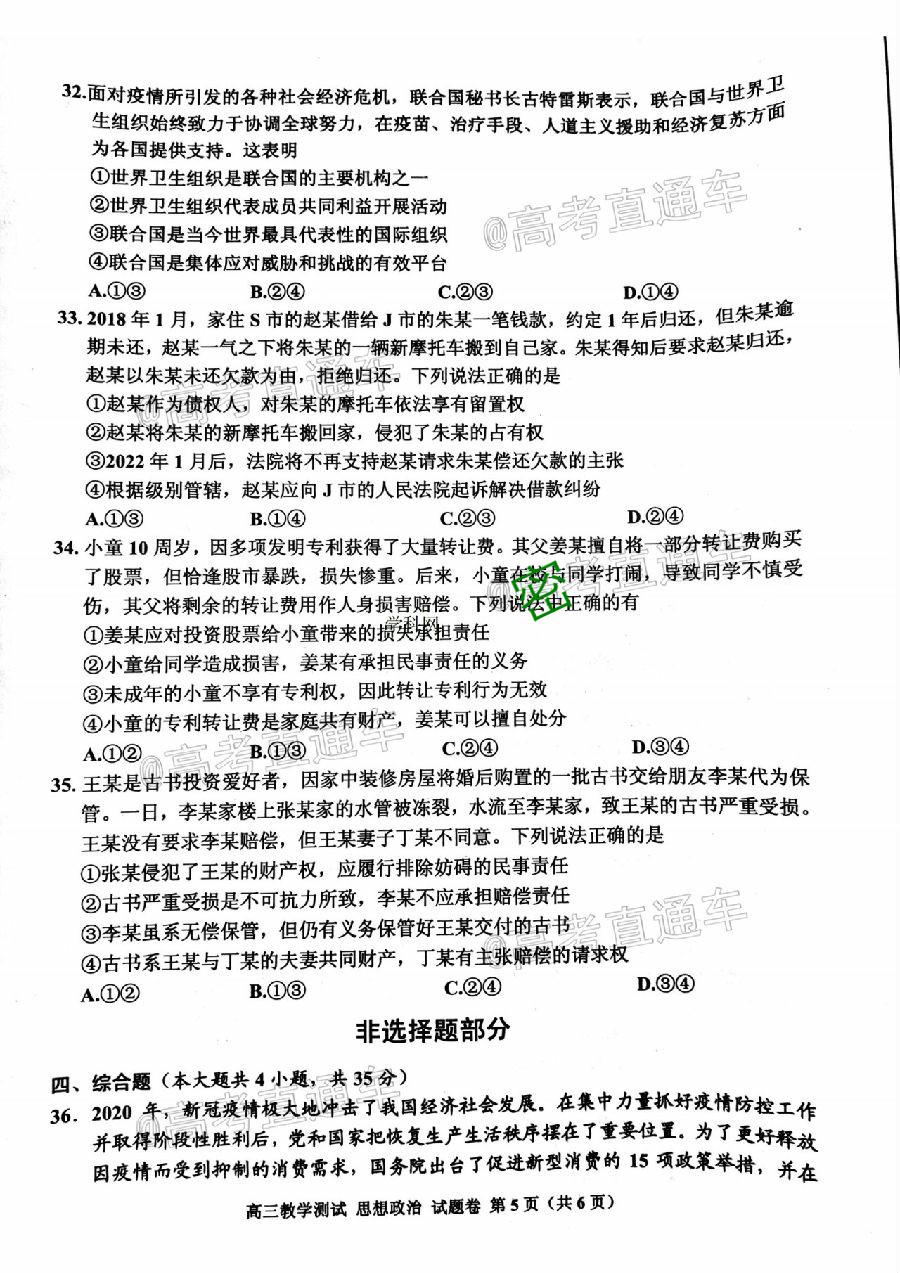 32.面对疫情所引发的各种社会经济危机，联合国秘书长古特雷斯表示，联合国与世界卫
生组织始终致力于协调全球努力，在疫苗、治疗手段、人道主义援助和经济复苏方面
为各国提供支持。这表明
①世界卫生组织是联合国的主要机构之一
②世界卫生组织代表成员共同利益开展活动
③联合国是当今世界最具代表性的国际组织
④联合国是集体应对威胁和挑战的有效平台
A.①③ B.②④ C.②③ D.①④
@高考直通车
33. 2018 年 1 月，家住 S 市的赵某借给 J 市的朱某一笔钱款，约定 1 年后归还，但朱某逾
期未还，赵某一气之下将朱某的一辆新摩托车搬到自己家。朱某得知后要求赵某归还，
赵某以朱某未还欠款为由，拒绝归还。下列说法正确的是
@高考直通车
①赵某作为债权人，对朱某的摩托车依法享有留置权
②赵某将朱某的新摩托车搬回家，侵犯了朱某的占有权
③2022 年 1 月后，法院将不再支持赵某请求朱某偿还欠款的主张
④根据级别管辖，赵某应向 J 市的人民法院起诉解决借款纠纷
A.①③ B.①④ C.②③ D.②④
34. 小童 10 周岁，因多项发明专利获得了大量转让费。其父姜某擅自将一部分转让费购买
了股票，但恰逢股市暴跌，损失惨重。后来，小童在校与同学打闹，导致同学不慎受
伤，其父将剩余的转让费用作人身损害赔偿。下列说法中正确的有
@高考直通车
密
学科网
①姜某应对投资股票给小童带来的损失承担责任
②小童给同学造成损害，姜某有承担民事责任的义务
③未成年的小童不享有专利权，因此转让专利行为无效
④小童的专利转让费是家庭共有财产，姜某可以擅自处分
A.①② B.①③ C.②④ D.③④
@高考直通车
35. 王某是古书投资爱好者，因家中装修房屋将婚后购置的一批古书交给朋友李某代为保
管。一日，李某家楼上张某家的水管被冻裂，水流至李某家，致王某的古书严重受损。
王某没有要求李某赔偿，但王某妻子丁某不同意。下列说法正确的是
①张某侵犯了王某的财产权，应履行排除妨碍的民事责任
②古书严重受损是不可抗力所致，李某不应承担赔偿责任
③李某虽系无偿保管，但仍有义务保管好王某交付的古书
④古书系王某与丁某的夫妻共同财产，丁某有主张赔偿的请求权
A.①② B.①③ C.②④ D.③④
@高考直通车
非选择题部分
四、综合题（本大题共 4 小题，共 35 分）
@高考直通车
36. 2020 年，新冠疫情极大地冲击了我国经济社会发展。在集中力量抓好疫情防控工作
并取得阶段性胜利后，党和国家把恢复生产生活秩序摆在了重要位置。为了更好释放
因疫情而受到抑制的消费需求，国务院出台了促进新型消费的 15 项政策举措，并在
高三教学测试 思想政治 试题卷 第 5 页（共 6 页）